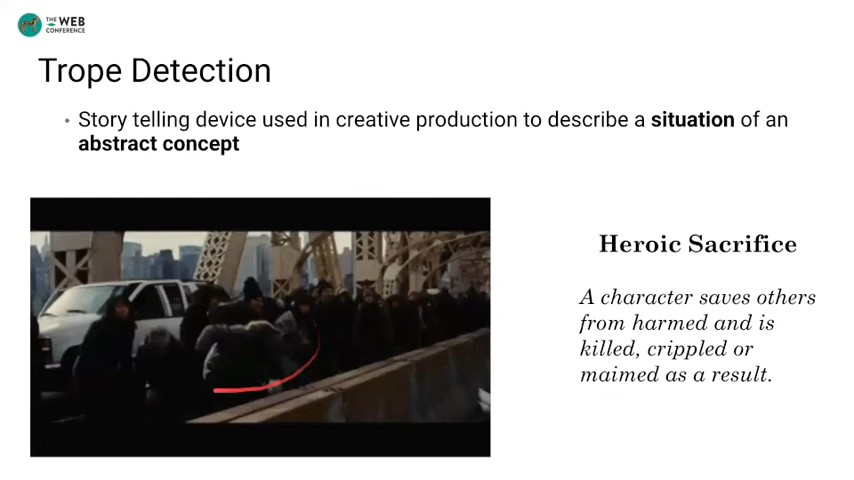 THE WEB
CONFERENCE
Trope Detection
• Story telling device used in creative production to describe a situation of an
abstract concept
Heroic Sacrifice
A character saves others
from harmed and is
killed, crippled or
maimed as a result.